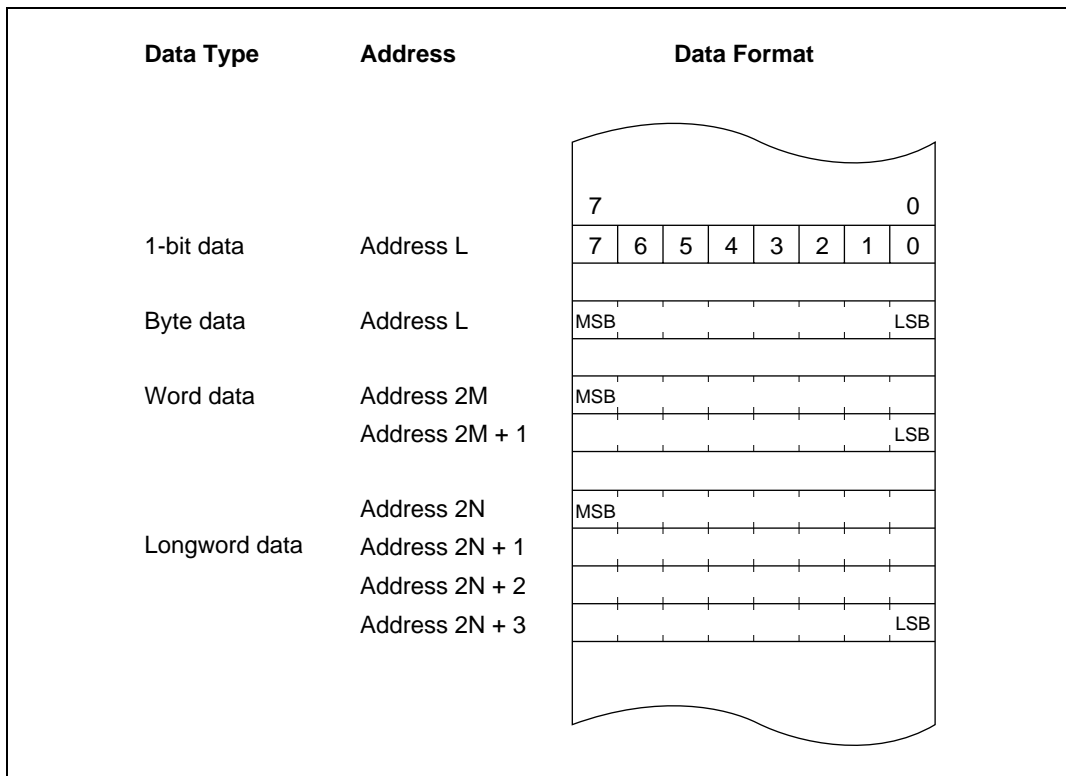 Data Type Address Data Format
7 0
1-bit data Address L 7 6 5 4 3 2 1 0
Byte data Address L MSB LSB
Word data Address 2M MSB
Address 2M + 1 LSB
Address 2N MSB
Longword data Address 2N + 1
Address 2N + 2
Address 2N + 3 LSB